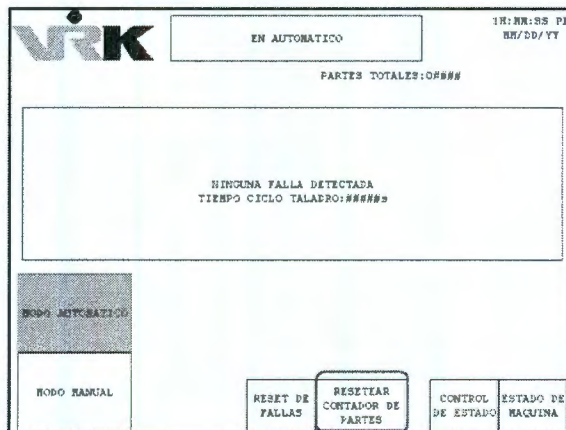 VRK
EN AUTOMATICO
HH:MM:SS
MM/DD/YY
PARTES TOTALES:0####
NINGUNA FALLA DETECTADA
TIEMPO CICLO TALADRO:######s
MODO AUTOMATICO
MODO MANUAL
RESET DE
FALLAS
RESETEAR
CONTADOR DE
PARTES
CONTROL
DE ESTADO
ESTADO DE
MAQUINA